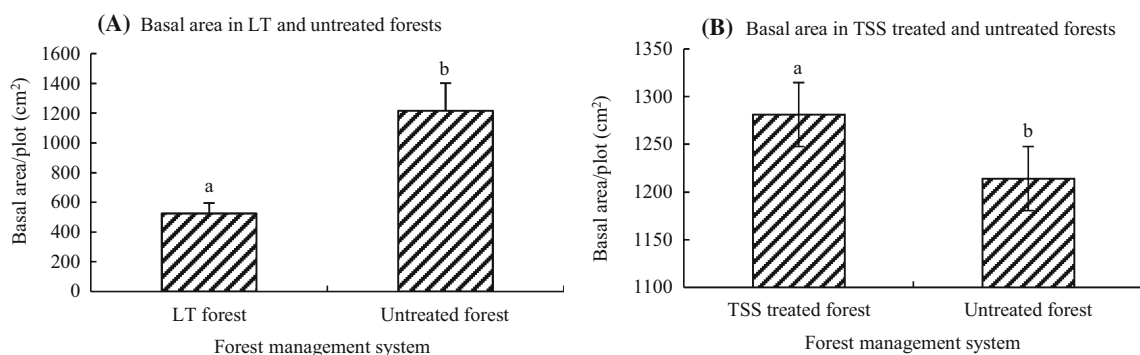 (A) Basal area in LT and untreated forests
Basal area/plot (cm²)
1600
1400
1200
1000
800
600
400
200
0
a
b
LT forest
Untreated forest
Forest management system
(B) Basal area in TSS treated and untreated forests
Basal area/plot (cm²)
1350
1300
1250
1200
1150
1100
a
b
TSS treated forest
Untreated forest
Forest management system